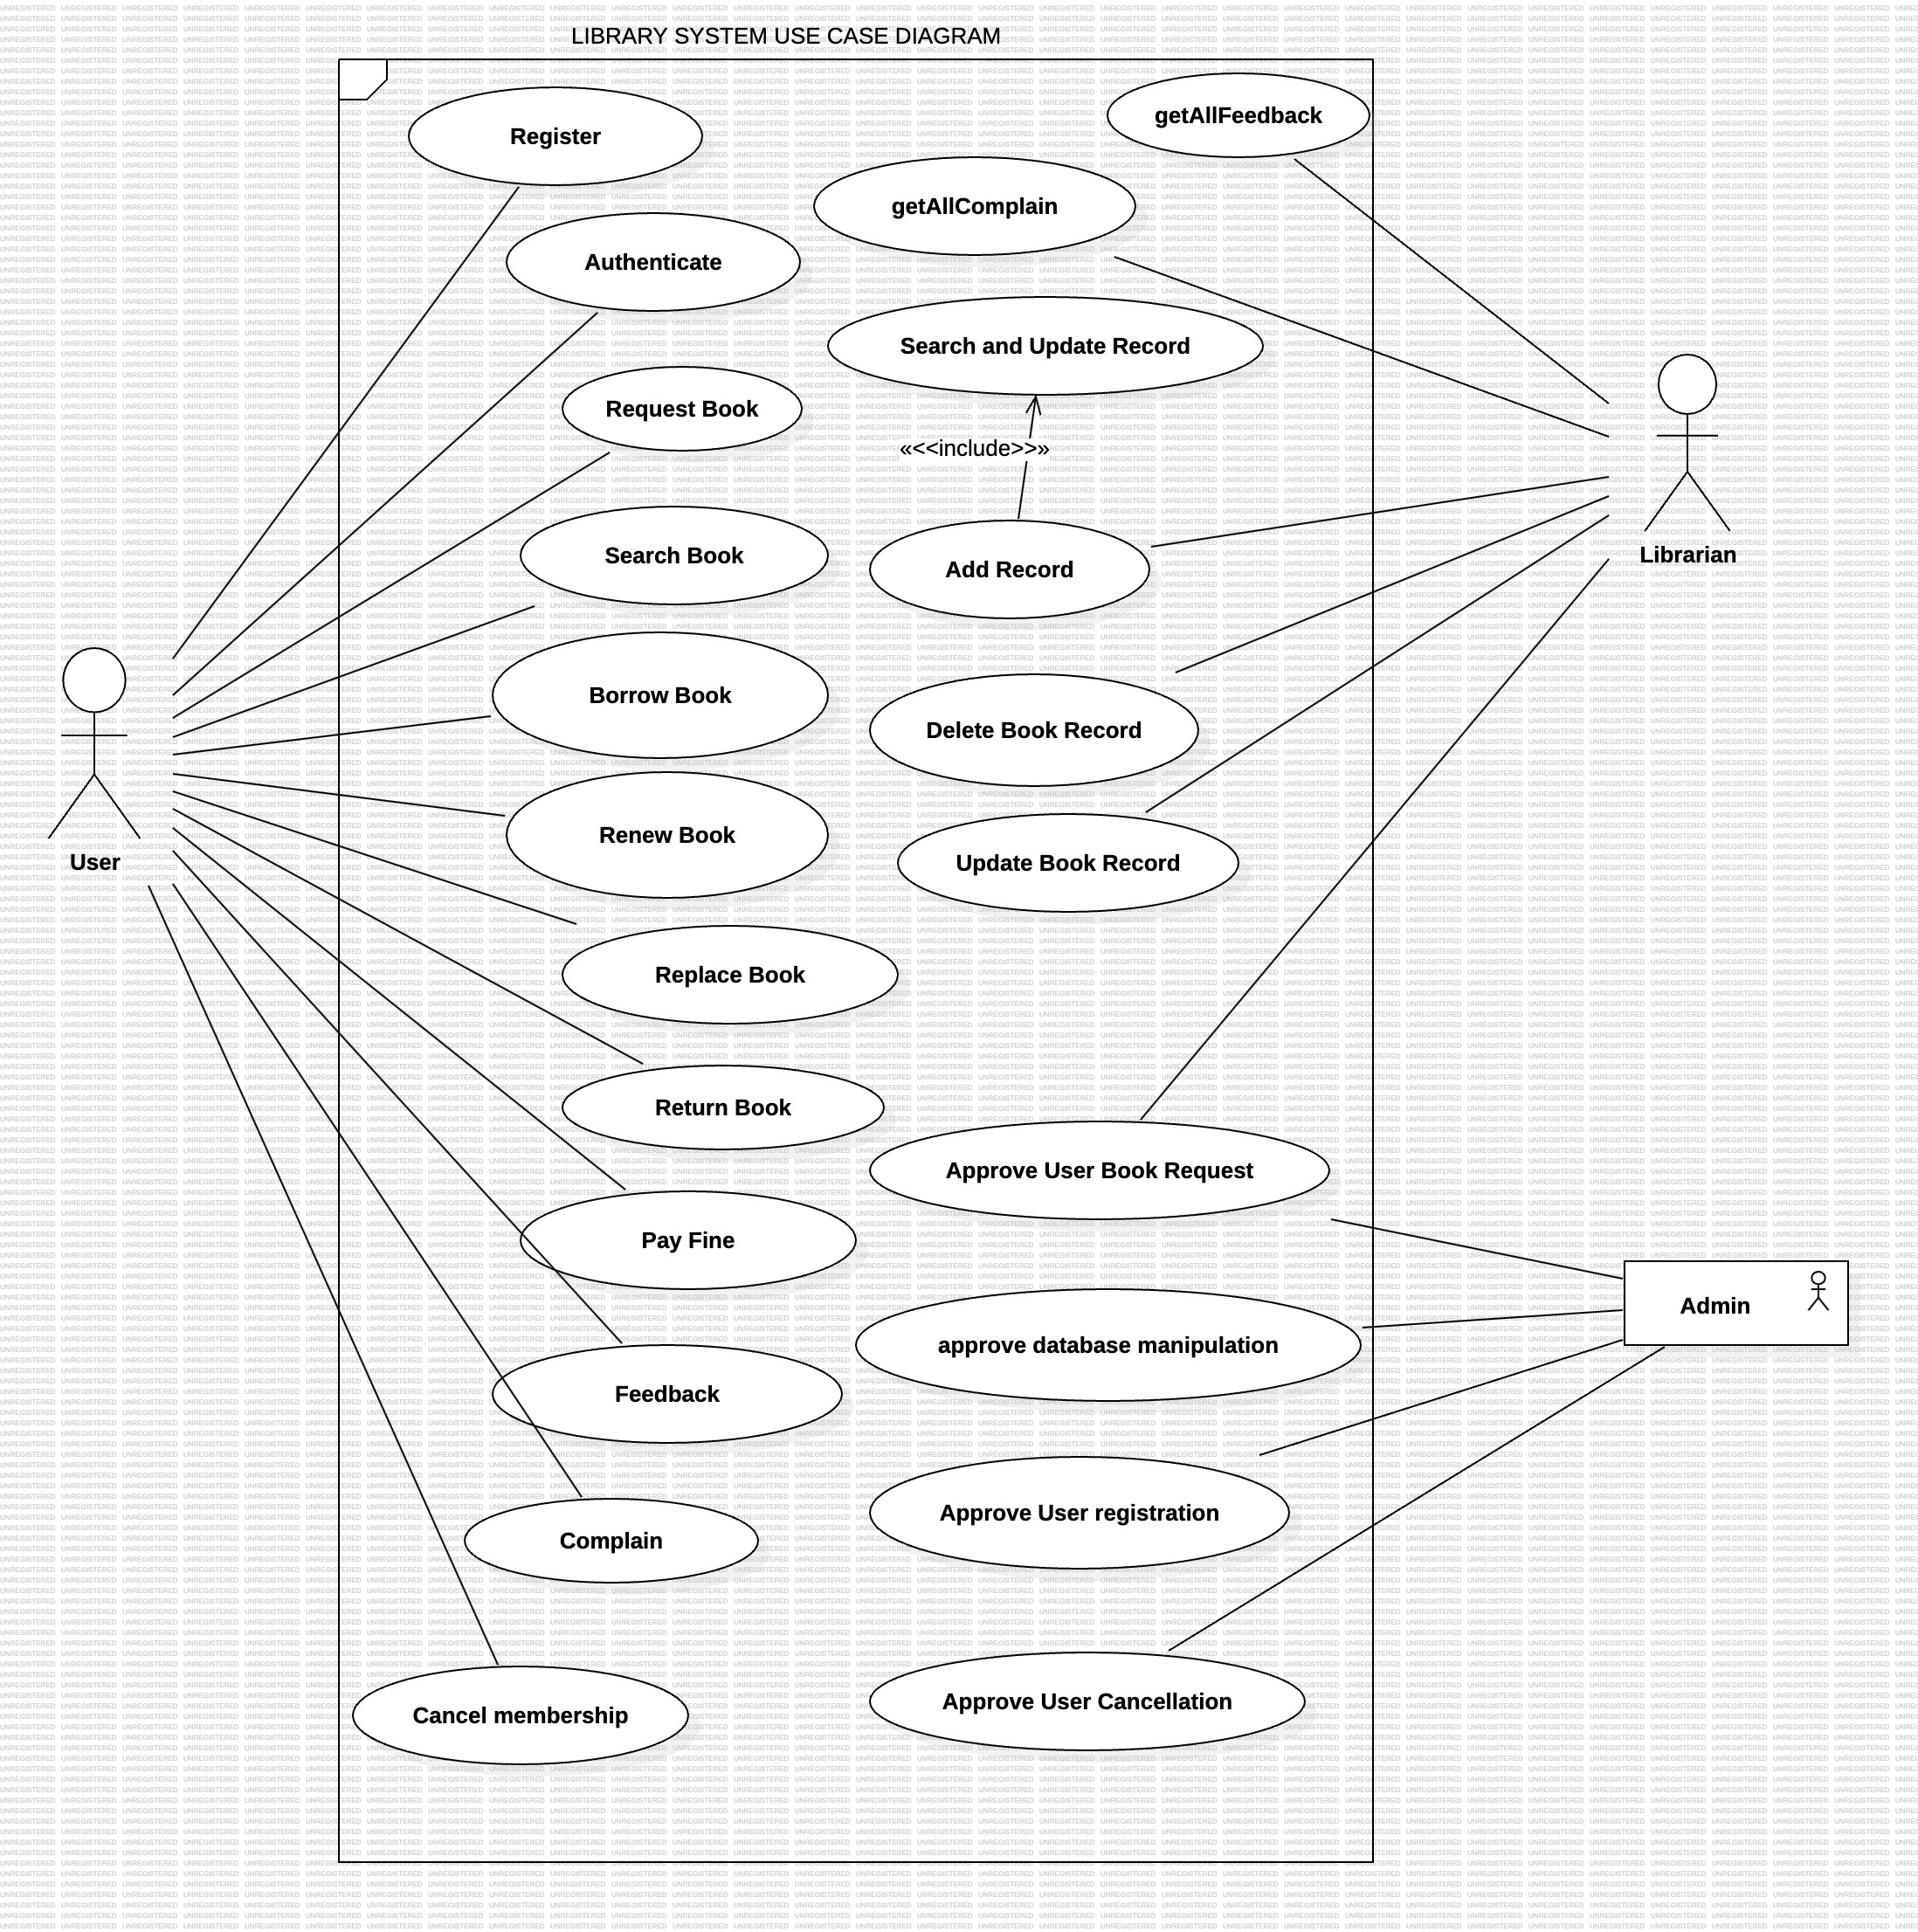 LIBRARY SYSTEM USE CASE DIAGRAM
getAllFeedback
Register
getAllComplain
Authenticate
Search and Update Record
Request Book
«<<include>>»
Search Book
Librarian
Add Record
Borrow Book
Delete Book Record
Renew Book
User
Update Book Record
Replace Book
Return Book
Approve User Book Request
Pay Fine
Admin
approve database manipulation
Feedback
Approve User registration
Complain
Approve User Cancellation
Cancel membership
UNREGISTERED